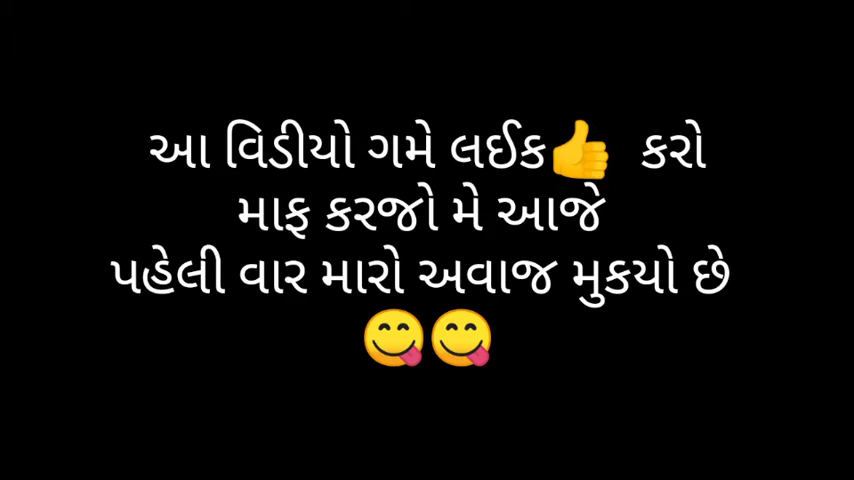 આ વિડીયો ગમે લઈક👍 કરો
માફ કરજો મે આજે
પહેલી વાર મારો અવાજ મુકયો છે
😋😋